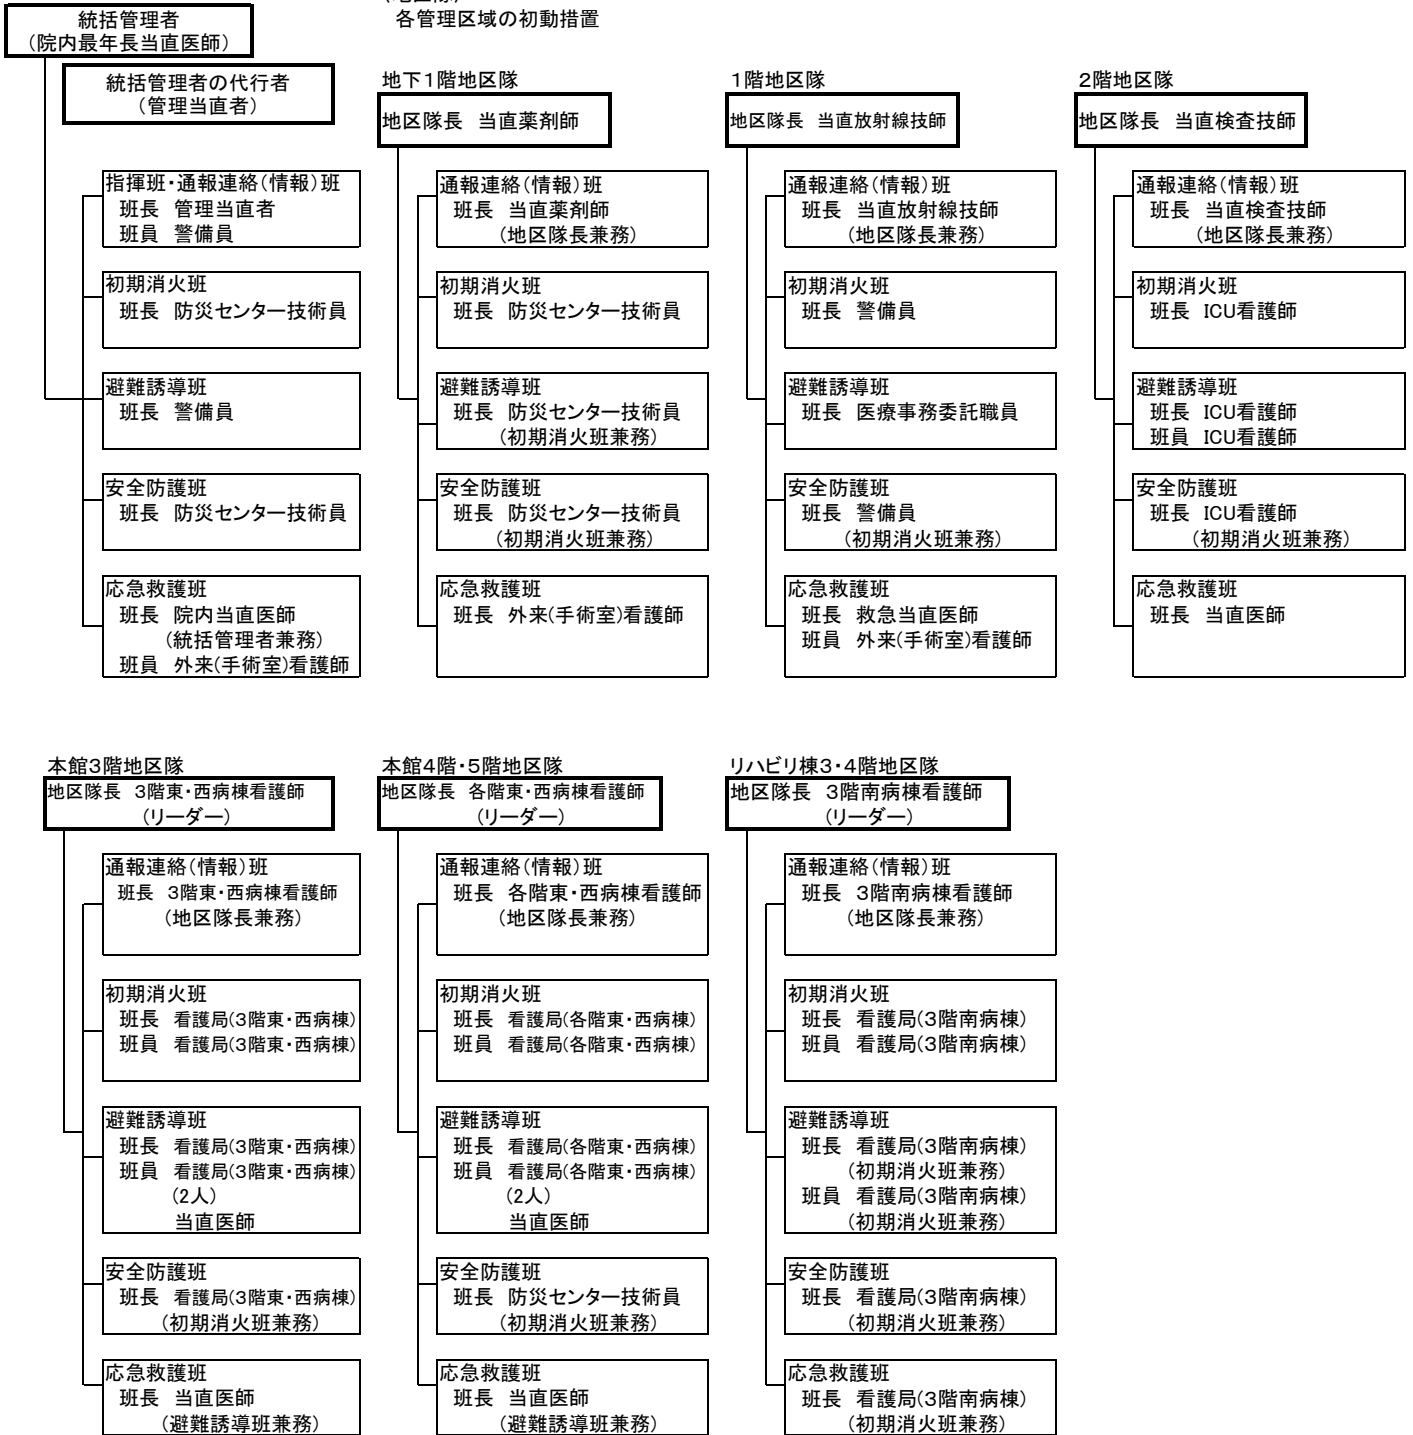 各管理区域の初動措置
統括管理者
（院内最年長当直医師）
統括管理者の代行者
（管理当直者）
指揮班・通報連絡（情報）班
班長 管理当直者
班員 警備員
初期消火班
班長 防災センター技術員
避難誘導班
班長 警備員
安全防護班
班長 防災センター技術員
応急救護班
班長 院内当直医師
（統括管理者兼務）
班員 外来(手術室)看護師
地下１階地区隊
地区隊長 当直薬剤師
通報連絡（情報）班
班長 当直薬剤師
（地区隊長兼務）
初期消火班
班長 防災センター技術員
避難誘導班
班長 防災センター技術員
（初期消火班兼務）
安全防護班
班長 防災センター技術員
（初期消火班兼務）
応急救護班
班長 外来(手術室)看護師
１階地区隊
地区隊長 当直放射線技師
通報連絡（情報）班
班長 当直放射線技師
（地区隊長兼務）
初期消火班
班長 警備員
避難誘導班
班長 医療事務委託職員
安全防護班
班長 警備員
（初期消火班兼務）
応急救護班
班長 救急当直医師
班員 外来(手術室)看護師
２階地区隊
地区隊長 当直検査技師
通報連絡（情報）班
班長 当直検査技師
（地区隊長兼務）
初期消火班
班長 ICU看護師
避難誘導班
班長 ICU看護師
班員 ICU看護師
安全防護班
班長 ICU看護師
（初期消火班兼務）
応急救護班
班長 当直医師
本館３階地区隊
地区隊長 ３階東・西病棟看護師
（リーダー）
通報連絡（情報）班
班長 ３階東・西病棟看護師
（地区隊長兼務）
初期消火班
班長 看護局(３階東・西病棟)
班員 看護局(３階東・西病棟)
避難誘導班
班長 看護局(３階東・西病棟)
班員 看護局(３階東・西病棟)
（2人）
当直医師
安全防護班
班長 看護局(３階東・西病棟)
（初期消火班兼務）
応急救護班
班長 当直医師
（避難誘導班兼務）
本館４階・５階地区隊
地区隊長 各階東・西病棟看護師
（リーダー）
通報連絡（情報）班
班長 各階東・西病棟看護師
（地区隊長兼務）
初期消火班
班長 看護局(各階東・西病棟)
班員 看護局(各階東・西病棟)
避難誘導班
班長 看護局(各階東・西病棟)
班員 看護局(各階東・西病棟)
（2人）
当直医師
安全防護班
班長 防災センター技術員
（初期消火班兼務）
応急救護班
班長 当直医師
（避難誘導班兼務）
リハビリ棟３・４階地区隊
地区隊長 ３階南病棟看護師
（リーダー）
通報連絡（情報）班
班長 ３階南病棟看護師
（地区隊長兼務）
初期消火班
班長 看護局(３階南病棟)
班員 看護局(３階南病棟)
避難誘導班
班長 看護局(３階南病棟)
（初期消火班兼務）
班員 看護局(３階南病棟)
（初期消火班兼務）
安全防護班
班長 看護局(３階南病棟)
（初期消火班兼務）
応急救護班
班長 看護局(３階南病棟)
（初期消火班兼務）